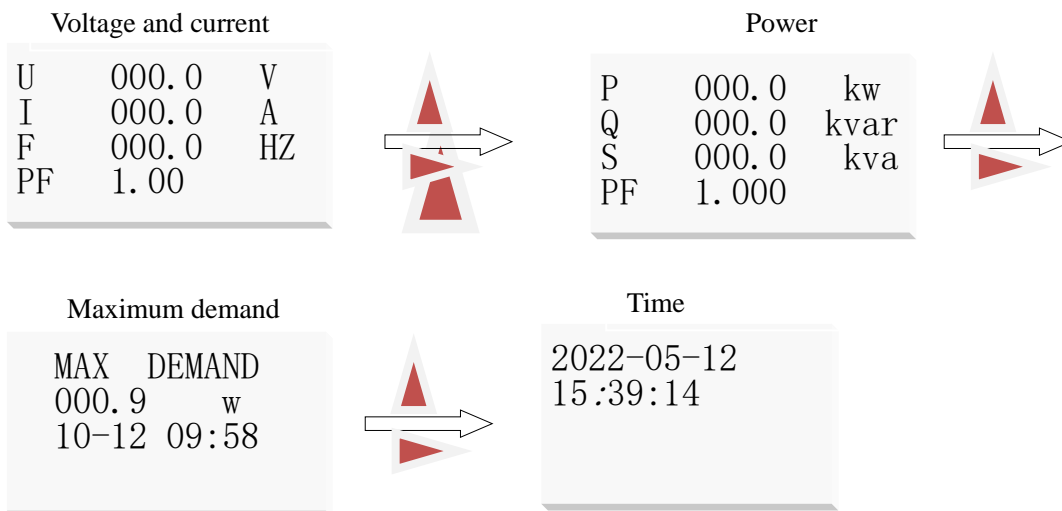 Voltage and current
U 000.0 V
I 000.0 A
F 000.0 HZ
PF 1.00
Power
P 000.0 kw
Q 000.0 kvar
S 000.0 kva
PF 1.000
Maximum demand
MAX DEMAND
000.9 w
10-12 09:58
Time
2022-05-12
15:39:14